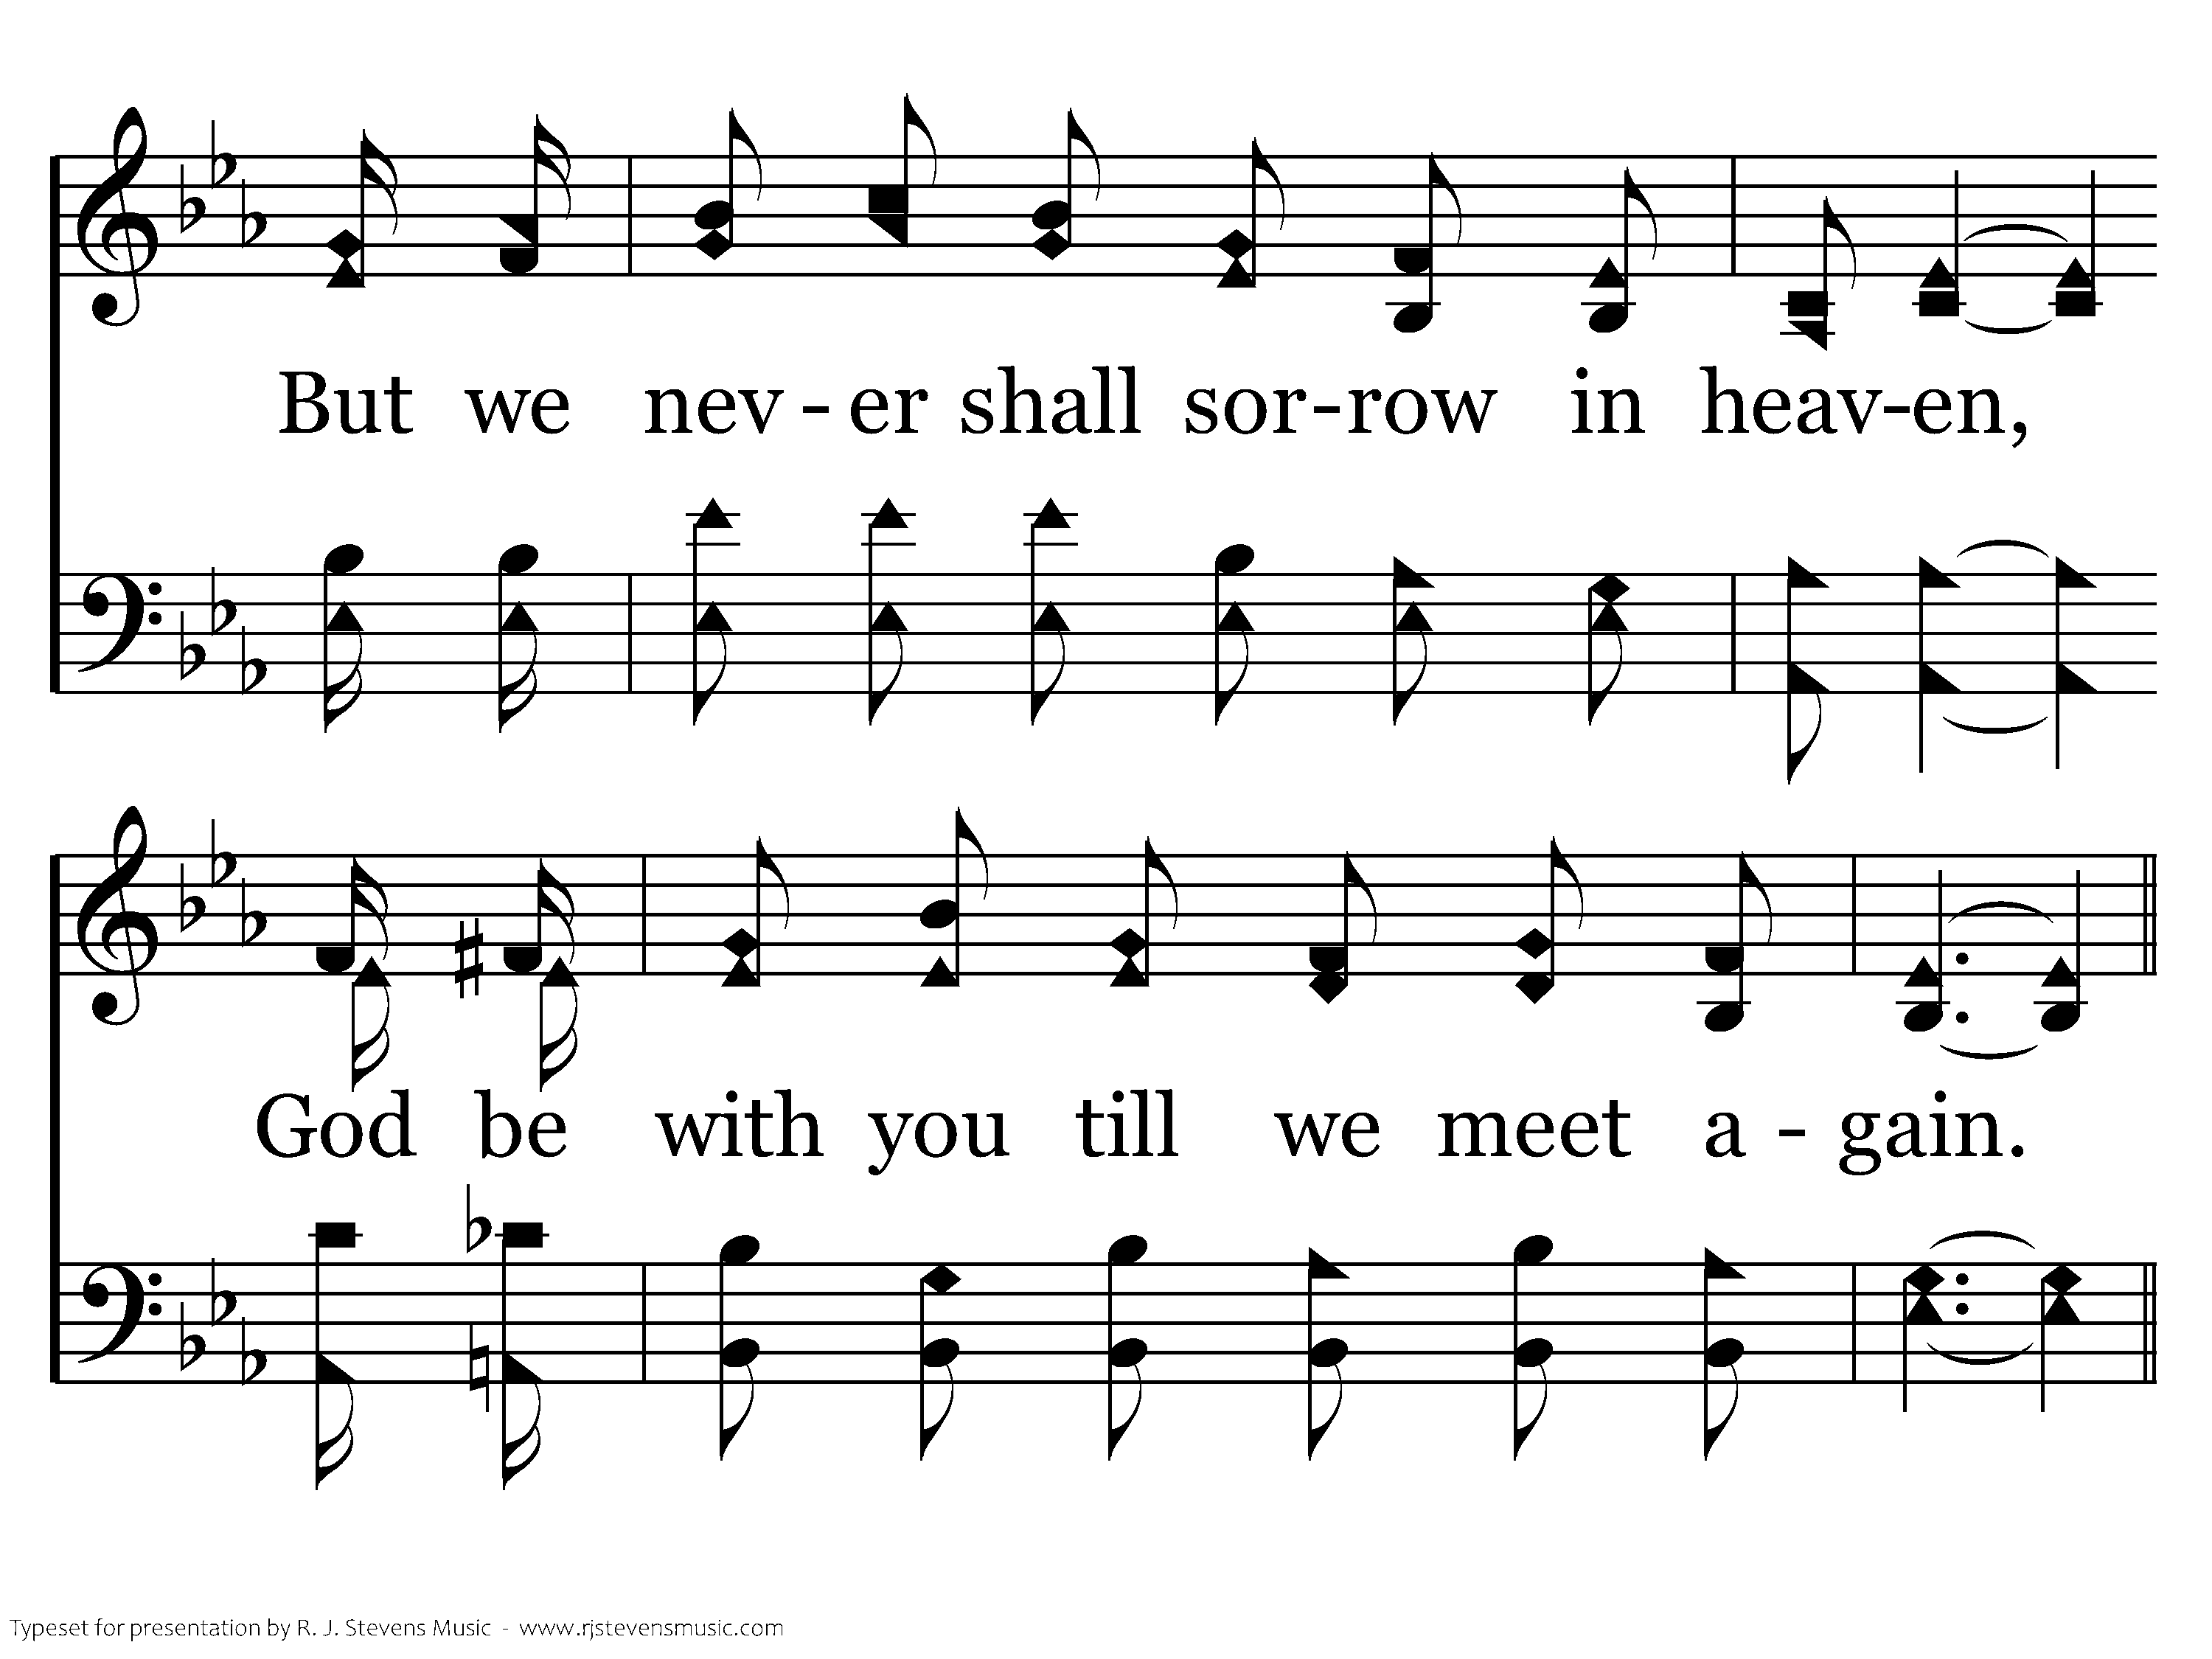 But we nev - er shall sor-row in heav-en,
God be with you till we meet a - gain.
Typeset for presentation by R. J. Stevens Music - www.rjstevensmusic.com